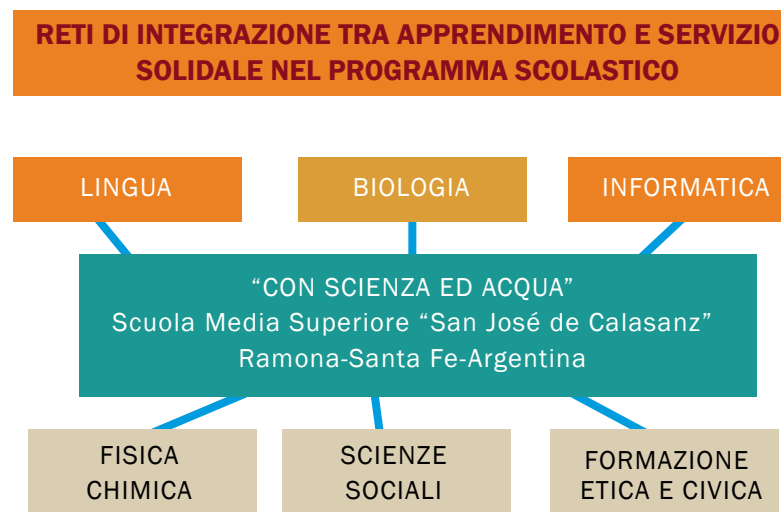 RETI DI INTEGRAZIONE TRA APPRENDIMENTO E SERVIZIO
SOLIDALE NEL PROGRAMMA SCOLASTICO
LINGUA
BIOLOGIA
INFORMATICA
“CON SCIENZA ED ACQUA”
Scuola Media Superiore “San José de Calasanz”
Ramona-Santa Fe-Argentina
FISICA
CHIMICA
SCIENZE
SOCIALI
FORMAZIONE
ETICA E CIVICA